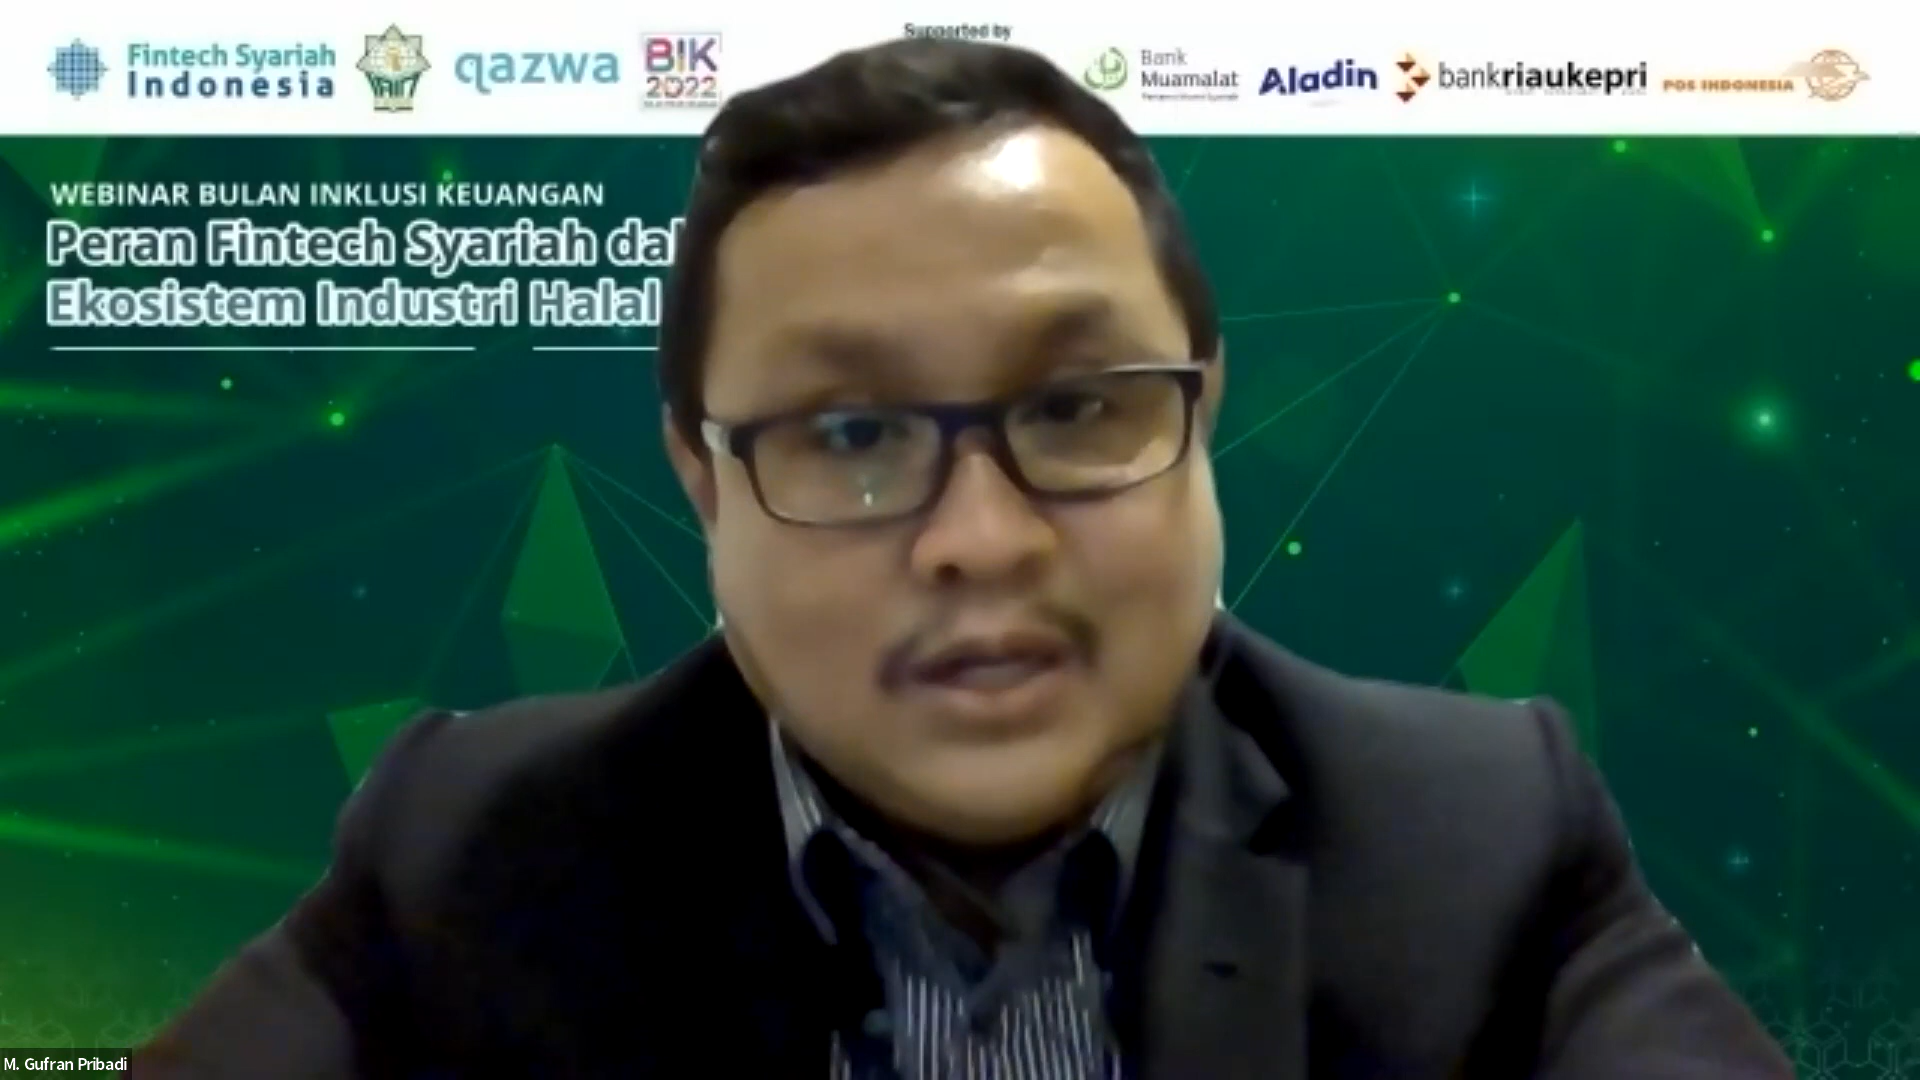 Supported by
Fintech Syariah
Indonesia
qazwa
BIK
2022
Bank
Muamalat
Aladin
bankriaukepri
POS INDONESIA
WEBINAR BULAN INKLUSI KEUANGAN
Peran Fintech Syariah dal
Ekosistem Industri Halal
M. Gufran Pribadi